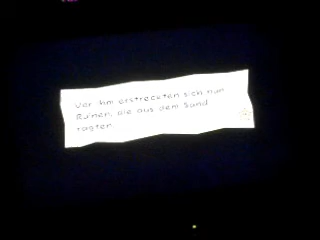 Vor ihm erstreckten sich nun
Ruinen, die aus dem Sand
ragten.